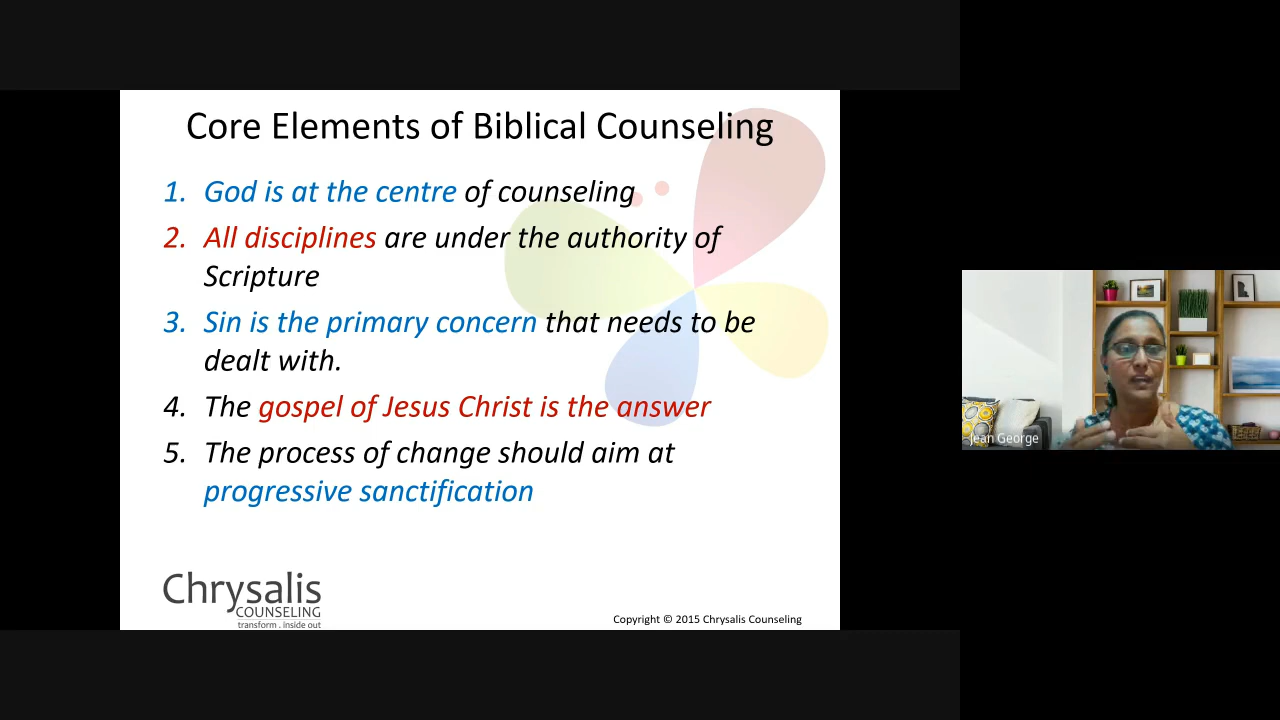 Core Elements of Biblical Counseling
1. God is at the centre of counseling
2. All disciplines are under the authority of
Scripture
3. Sin is the primary concern that needs to be
dealt with.
4. The gospel of Jesus Christ is the answer
5. The process of change should aim at
progressive sanctification
Chrysalis
COUNSELING
transform . inside out
Copyright © 2015 Chrysalis Counseling
Jean George